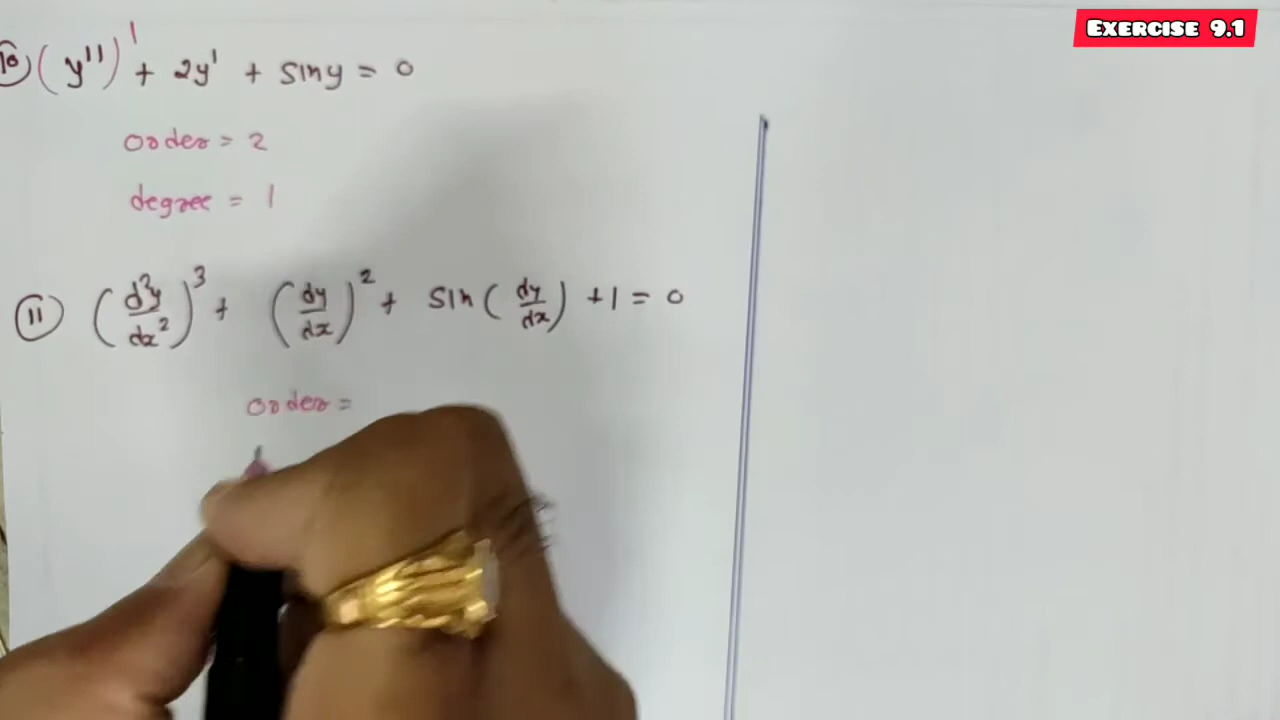 EXERCISE 9.1
10 (y'')' + 2y' + siny = 0
order = 2
degree = 1
11 (d²y/dx²)³ + (dy/dx)² + sin(dy/dx) + 1 = 0
order =